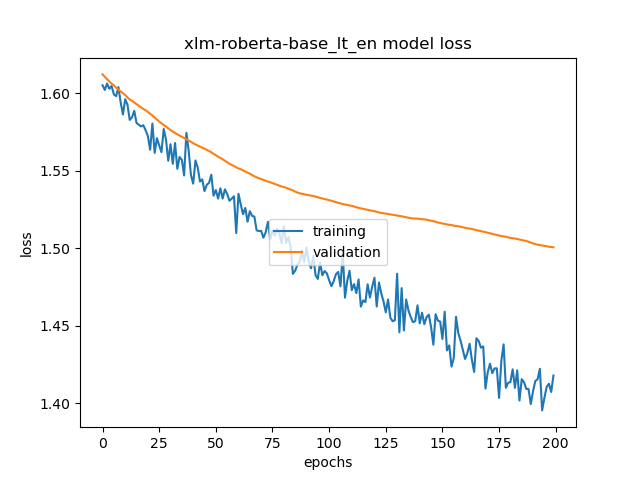 xlm-roberta-base_lt_en model loss
1.60
1.55
1.50
1.45
1.40
loss
training
validation
0 25 50 75 100 125 150 175 200
epochs